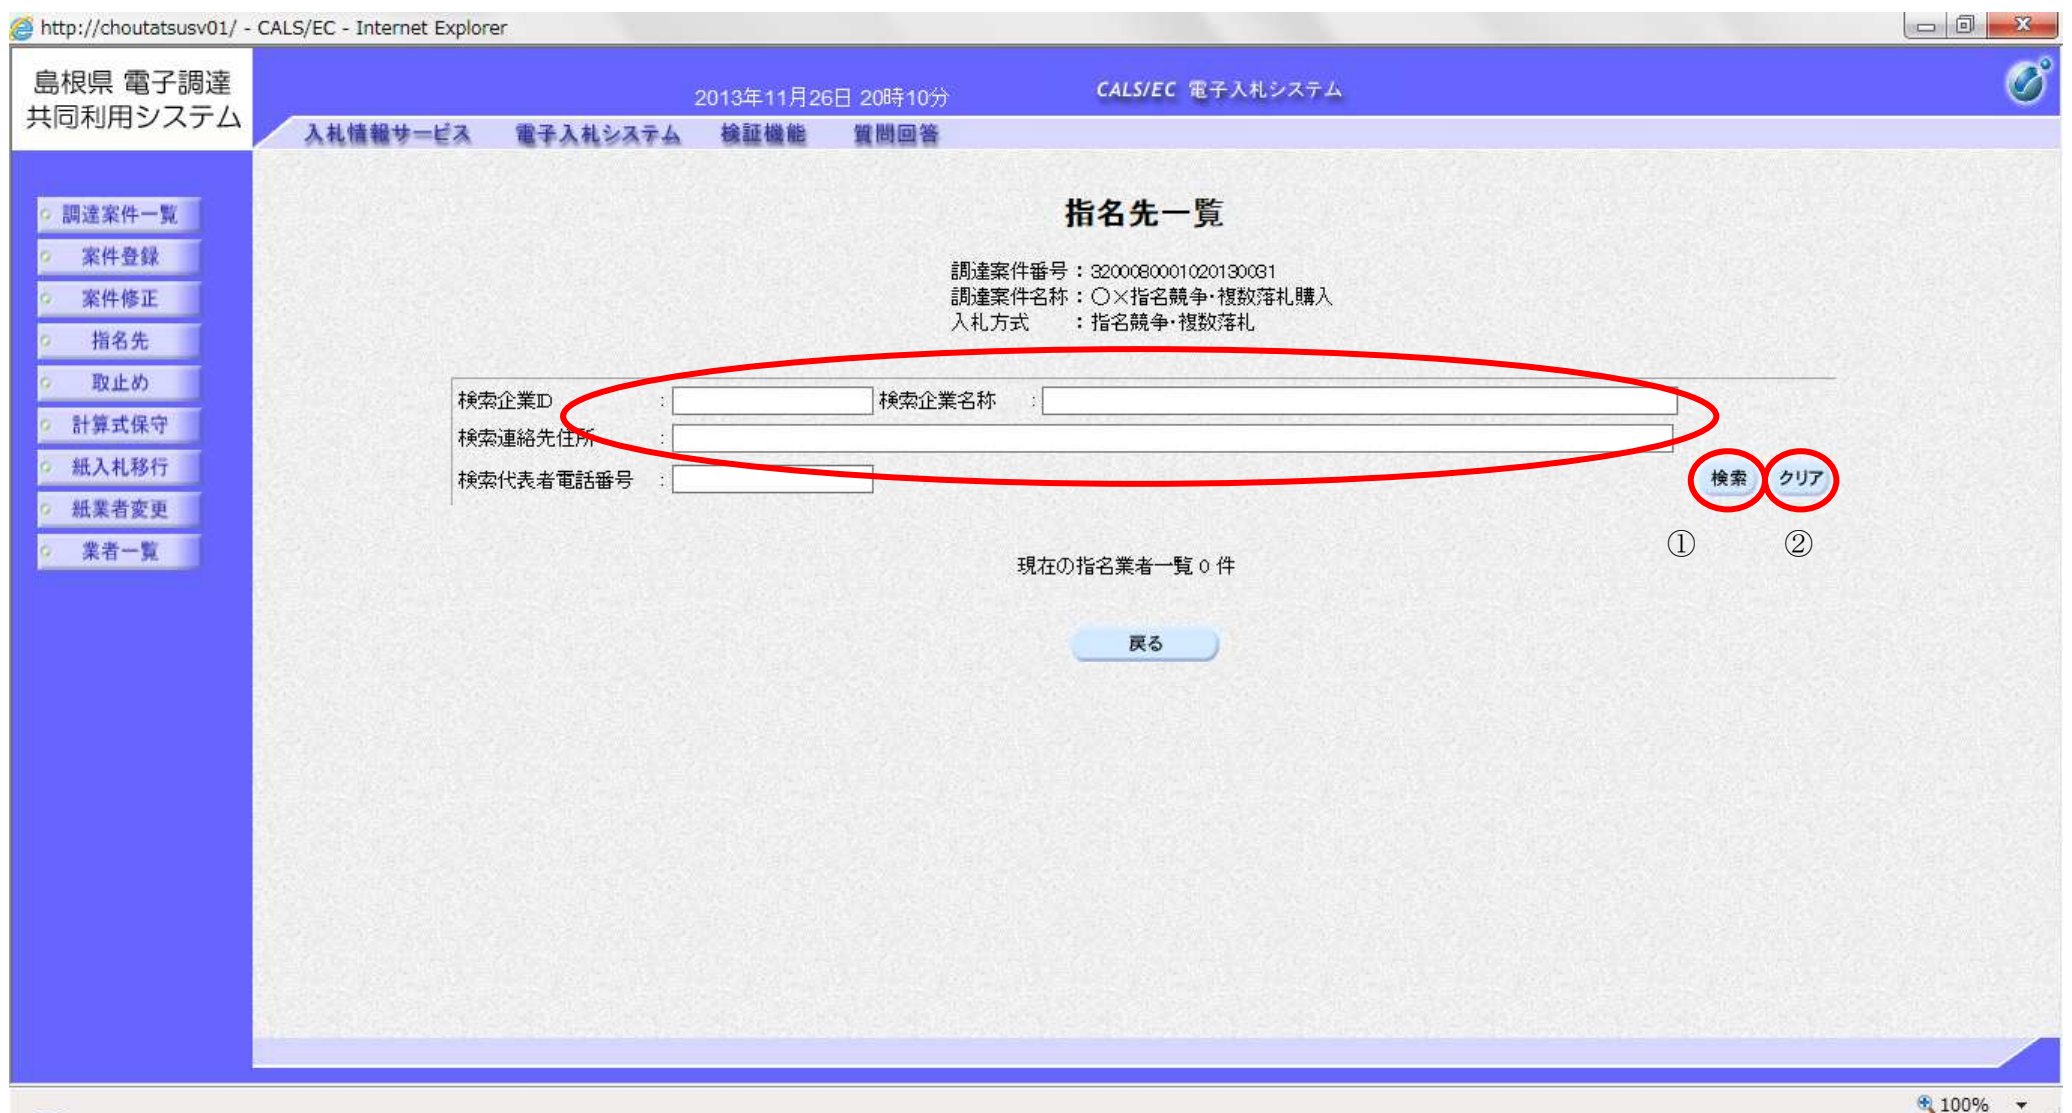 http://choutatsusv01/ - CALS/EC - Internet Explorer
島根県 電子調達
共同利用システム
2013年11月26日 20時10分
CALS/EC 電子入札システム
入札情報サービス 電子入札システム 検証機能 質問回答
調達案件一覧
案件登録
案件修正
指名先
取止め
計算式保守
紙入札移行
紙業者変更
業者一覧
指名先一覧
調達案件番号：3200080001020130031
調達案件名称：○×指名競争・複数落札購入
入札方式 ：指名競争・複数落札
検索企業ID : 検索企業名称 :
検索連絡先住所 :
検索代表者電話番号 :
検索 クリア
① ②
現在の指名業者一覧 0 件
戻る
100%